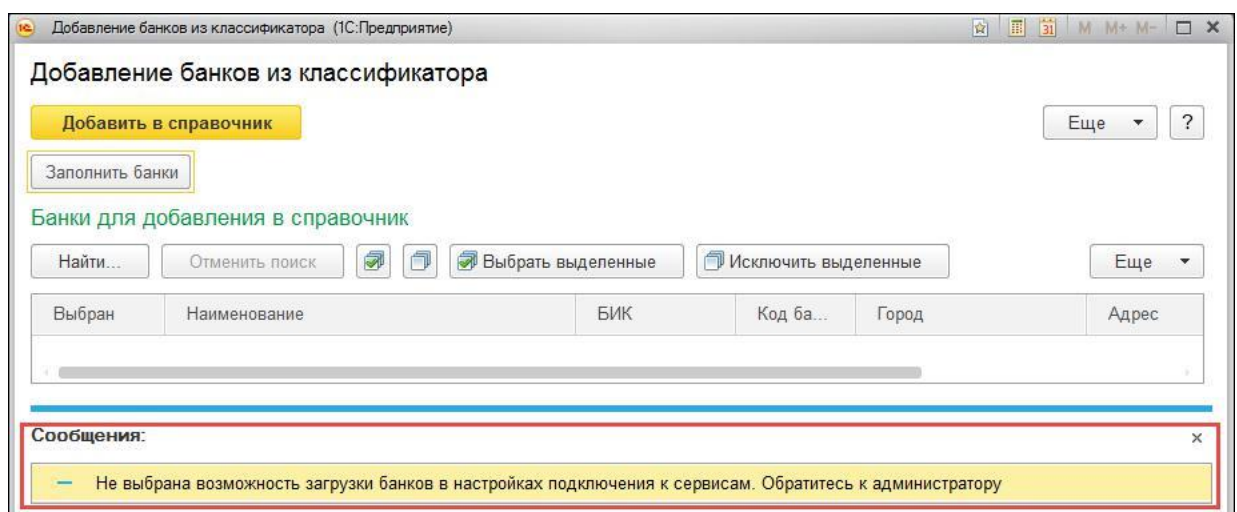 Добавление банков из классификатора (1С:Предприятие) 31 M M+ M-
Добавление банков из классификатора
Добавить в справочник Еще ?
Заполнить банки
Банки для добавления в справочник
Найти... Отменить поиск Выбрать выделенные Исключить выделенные Еще
Выбран Наименование БИК Код ба... Город Адрес
Сообщения:
Не выбрана возможность загрузки банков в настройках подключения к сервисам. Обратитесь к администратору